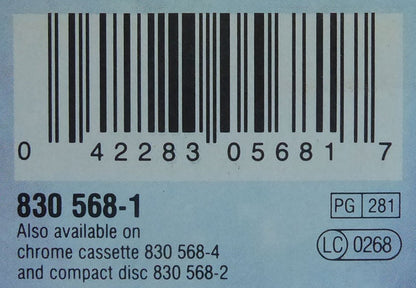 0 42283 05681 7
830 568-1
PG 281
Also available on
chrome cassette 830 568-4
LC 0268
and compact disc 830 568-2